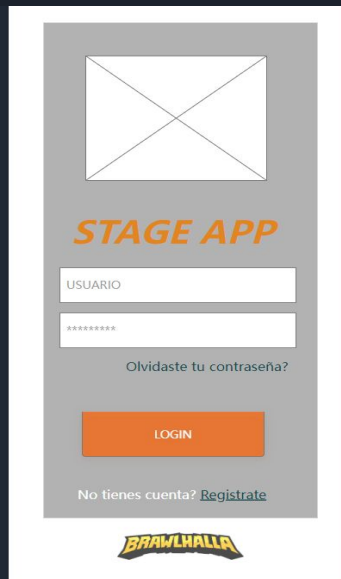 STAGE APP
USUARIO
*********
Olvidaste tu contraseña?
LOGIN
No tienes cuenta? Registrate
BRAWLHALLA